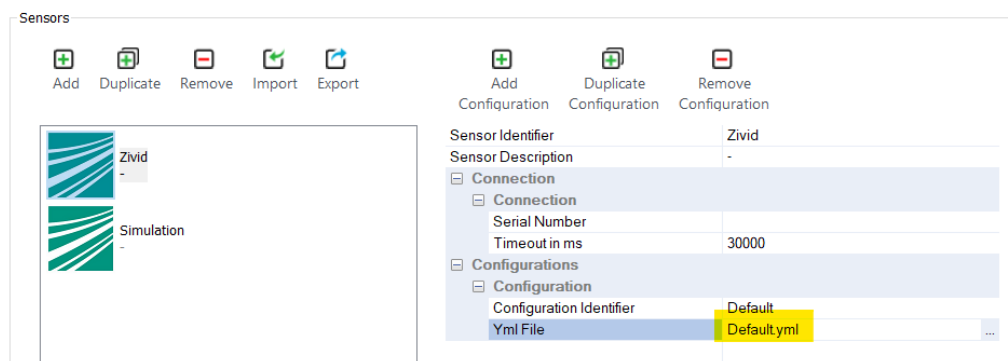 Sensors
Add Duplicate Remove Import Export
Add Configuration Duplicate Configuration Remove Configuration
Zivid
-
Simulation
-
Sensor Identifier Zivid
Sensor Description -
Connection
Connection
Serial Number
Timeout in ms 30000
Configurations
Configuration
Configuration Identifier Default
Yml File Default.yml ...